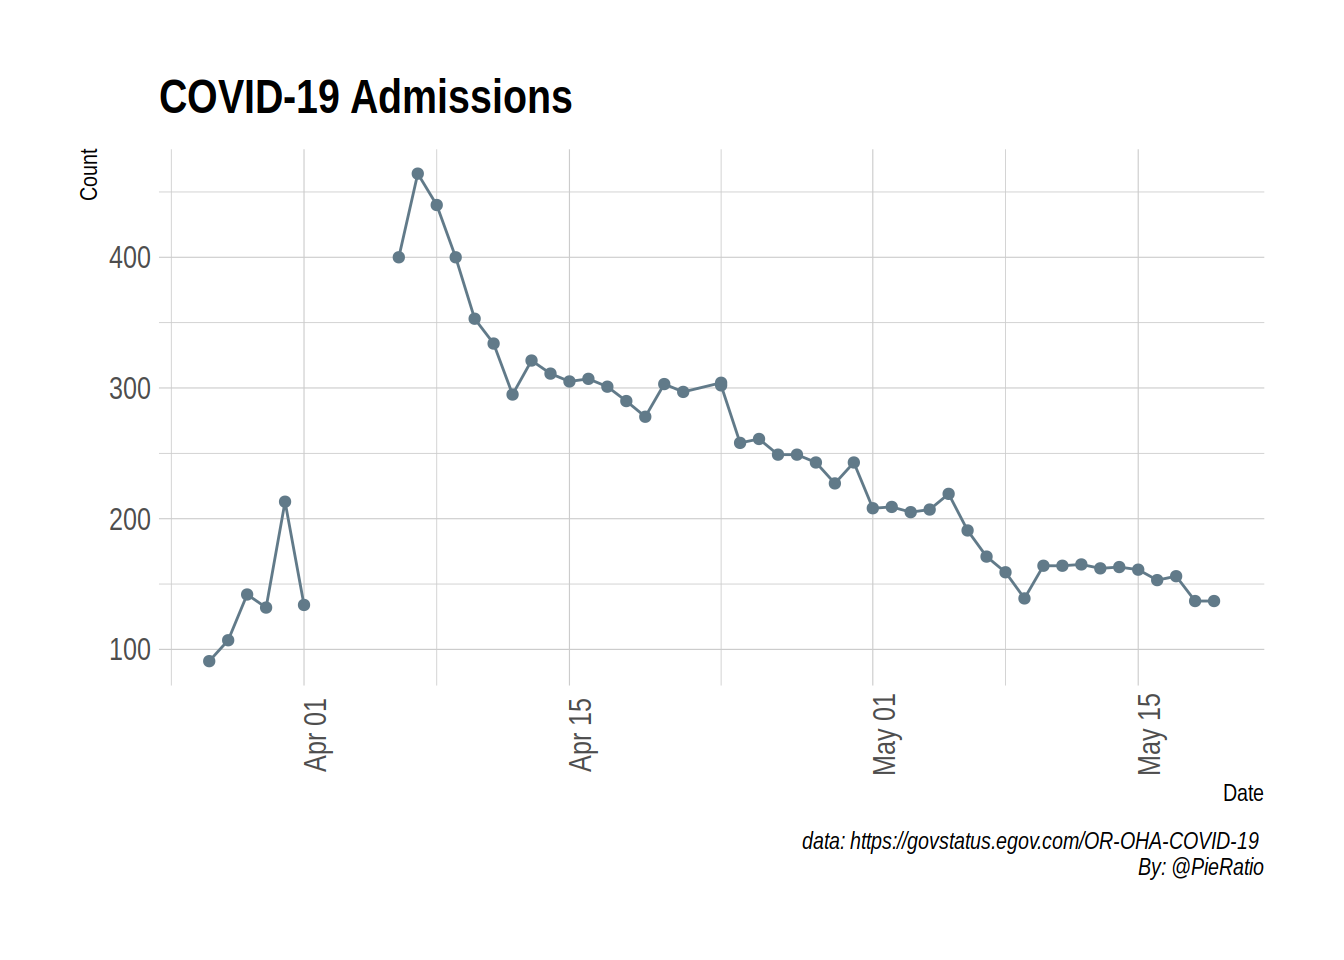 COVID-19 Admissions
Count
400
300
200
100
Apr 01
Apr 15
May 01
May 15
Date
data: https://govstatus.egov.com/OR-OHA-COVID-19
By: @PieRatio